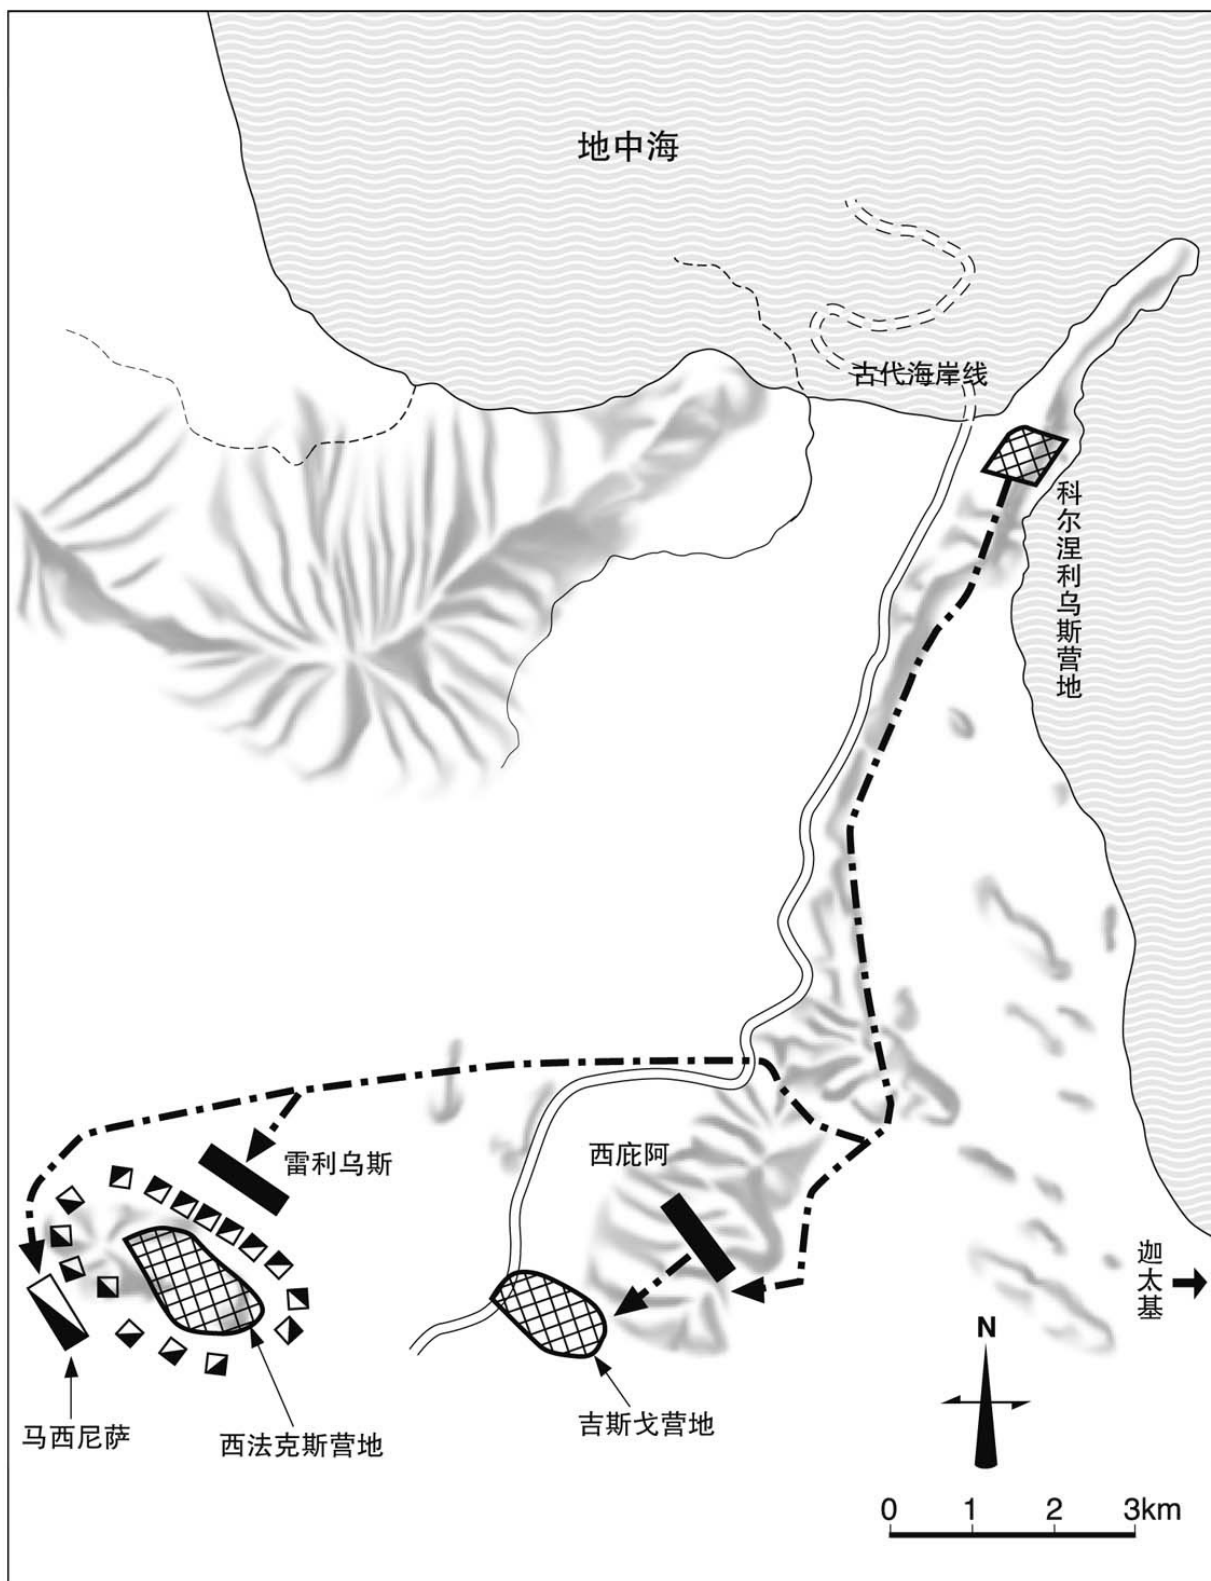 地中海
古代海岸线
科尔涅利乌斯营地
雷利乌斯
西庇阿
迦太基
N
马西尼萨
西法克斯营地
吉斯戈营地
0 1 2 3km